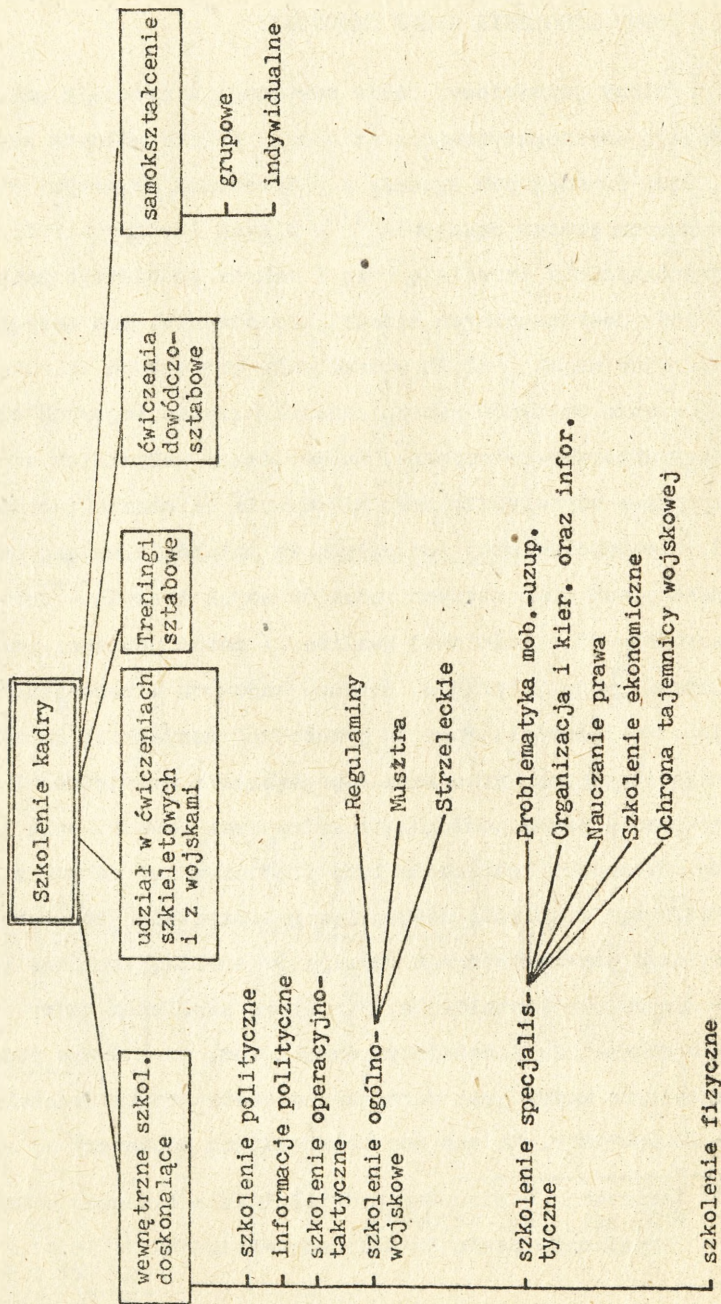 Szkolenie kadry
wewnętrzne szkol.
doskonalące
udział w ćwiczeniach
szkieletowych
i z wojskami
Treningi
sztabowe
ćwiczenia
dowódczo-
sztabowe
samokształcenie
szkolenie polityczne
informacje polityczne
szkolenie operacyjno-
taktyczne
szkolenie ogólno-
wojskowe
Regulaminy
Musztra
Strzeleckie
szkolenie specjalis-
tyczne
Problematyka mob.-uzup.
Organizacja i kier. oraz infor.
Nauczanie prawa
Szkolenie ekonomiczne
Ochrona tajemnicy wojskowej
szkolenie fizyczne
grupowe
indywidualne